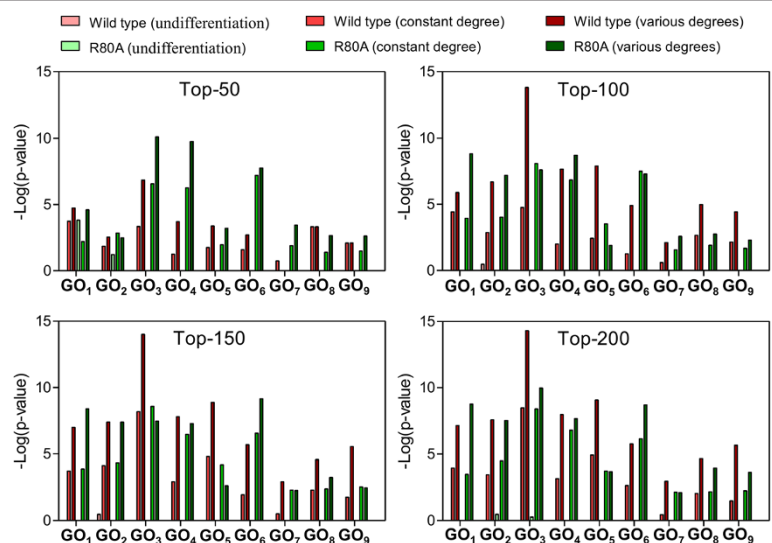 Wild type (undifferentiation) Wild type (constant degree) Wild type (various degrees)
R80A (undifferentiation) R80A (constant degree) R80A (various degrees)
Top-50 Top-100
15 15
10 10
5 5
0 0
-Log(p-value) -Log(p-value)
GO1 GO2 GO3 GO4 GO5 GO6 GO7 GO8 GO9 GO1 GO2 GO3 GO4 GO5 GO6 GO7 GO8 GO9
Top-150 Top-200
15 15
10 10
5 5
0 0
-Log(p-value) -Log(p-value)
GO1 GO2 GO3 GO4 GO5 GO6 GO7 GO8 GO9 GO1 GO2 GO3 GO4 GO5 GO6 GO7 GO8 GO9